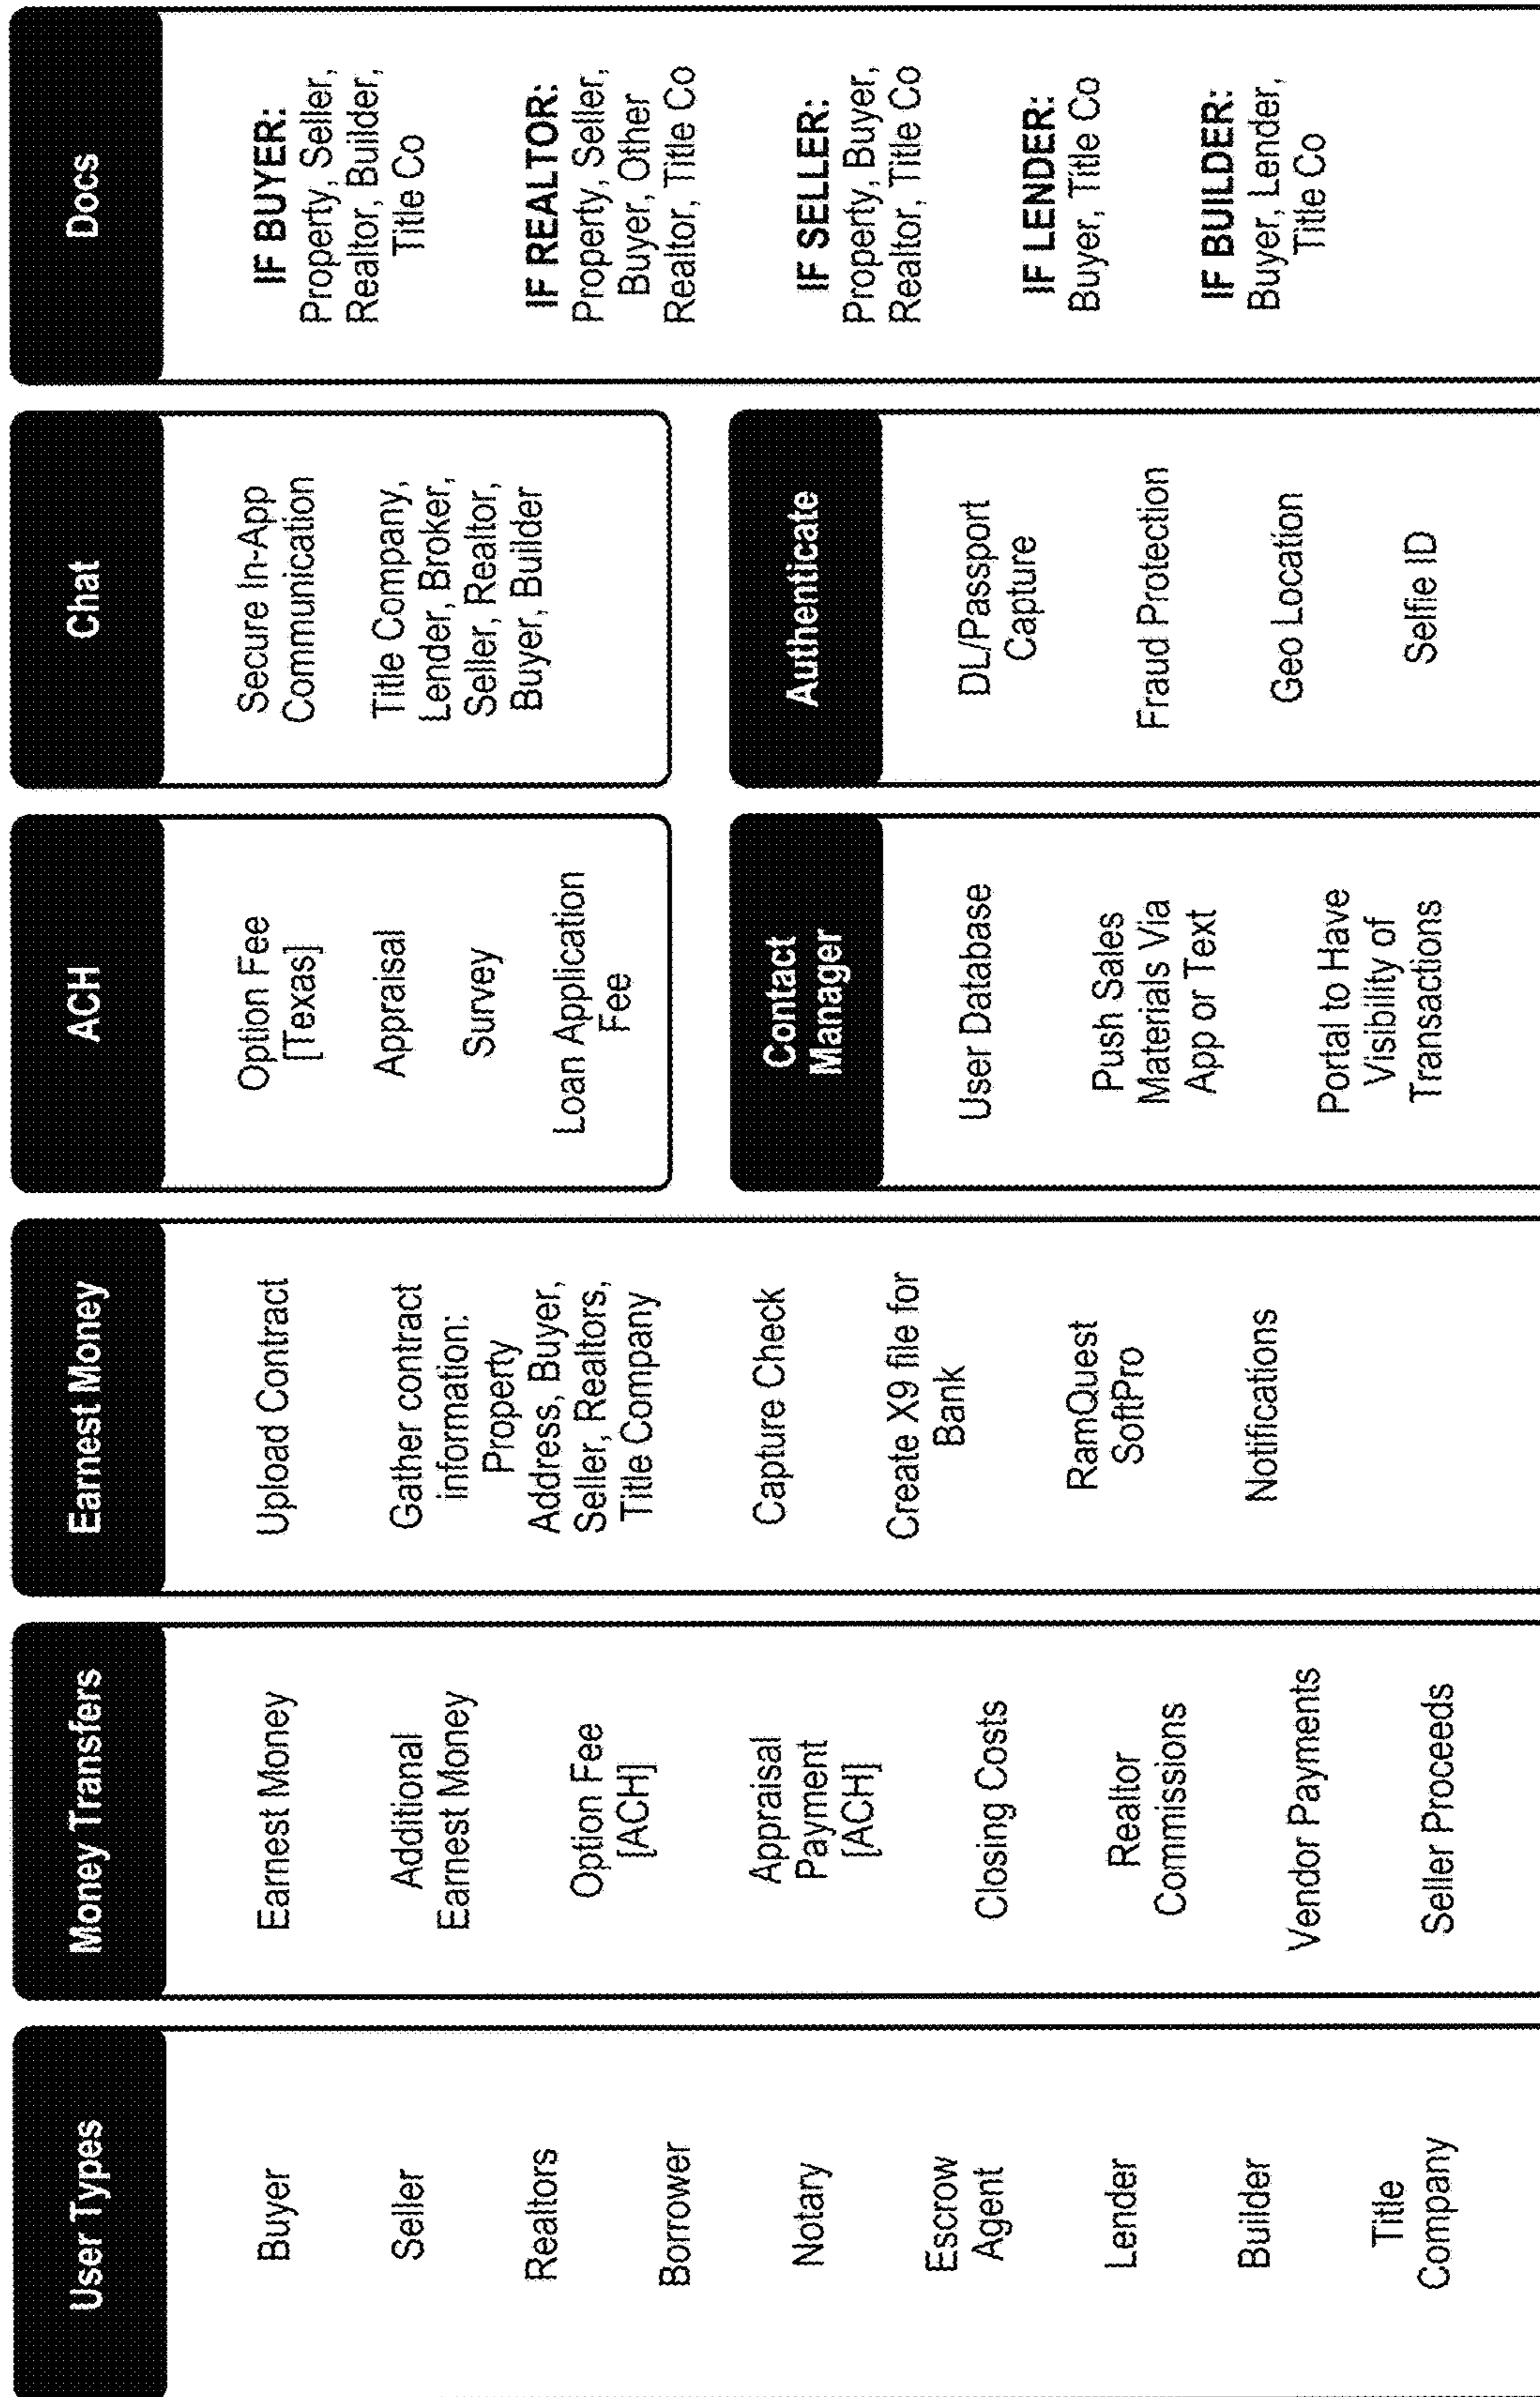 User Types
Buyer
Seller
Realtors
Borrower
Notary
Escrow
Agent
Lender
Builder
Title
Company
Money Transfers
Earnest Money
Additional
Earnest Money
Option Fee
[ACH]
Appraisal
Payment
[ACH]
Closing Costs
Realtor
Commissions
Vendor Payments
Seller Proceeds
Earnest Money
Upload Contract
Gather contract
information:
Property
Address, Buyer,
Seller, Realtors,
Title Company
Capture Check
Create X9 file for
Bank
RamQuest
SoftPro
Notifications
ACH
Option Fee
[Texas]
Appraisal
Survey
Loan Application
Fee
Contact
Manager
User Database
Push Sales
Materials Via
App or Text
Portal to Have
Visibility of
Transactions
Chat
Secure In-App
Communication
Title Company,
Lender, Broker,
Seller, Realtor,
Buyer, Builder
Authenticate
DL/Passport
Capture
Fraud Protection
Geo Location
Selfie ID
Docs
IF BUYER:
Property, Seller,
Realtor, Builder,
Title Co
IF REALTOR:
Property, Seller,
Buyer, Other
Realtor, Title Co
IF SELLER:
Property, Buyer,
Realtor, Title Co
IF LENDER:
Buyer, Title Co
IF BUILDER:
Buyer, Lender,
Title Co